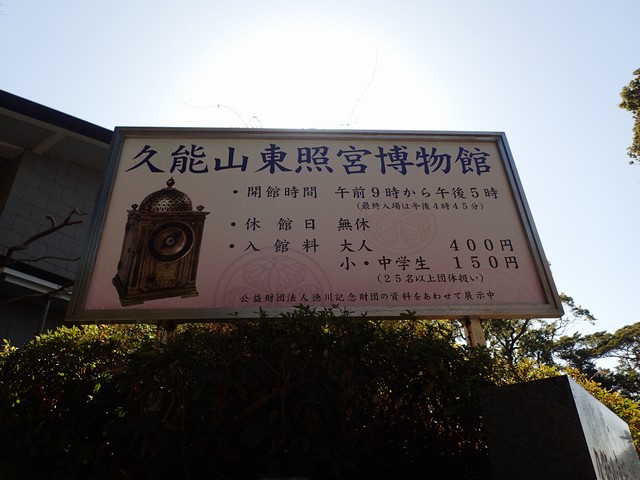 久能山東照宮博物館
・開館時間 午前9時から午後5時
(最終入場は午後4時45分)
・休館日 無休
・入館料 大人 400円
小・中学生 150円
(25名以上団体扱い)
公益財団法人徳川記念財団の資料をあわせて展示中